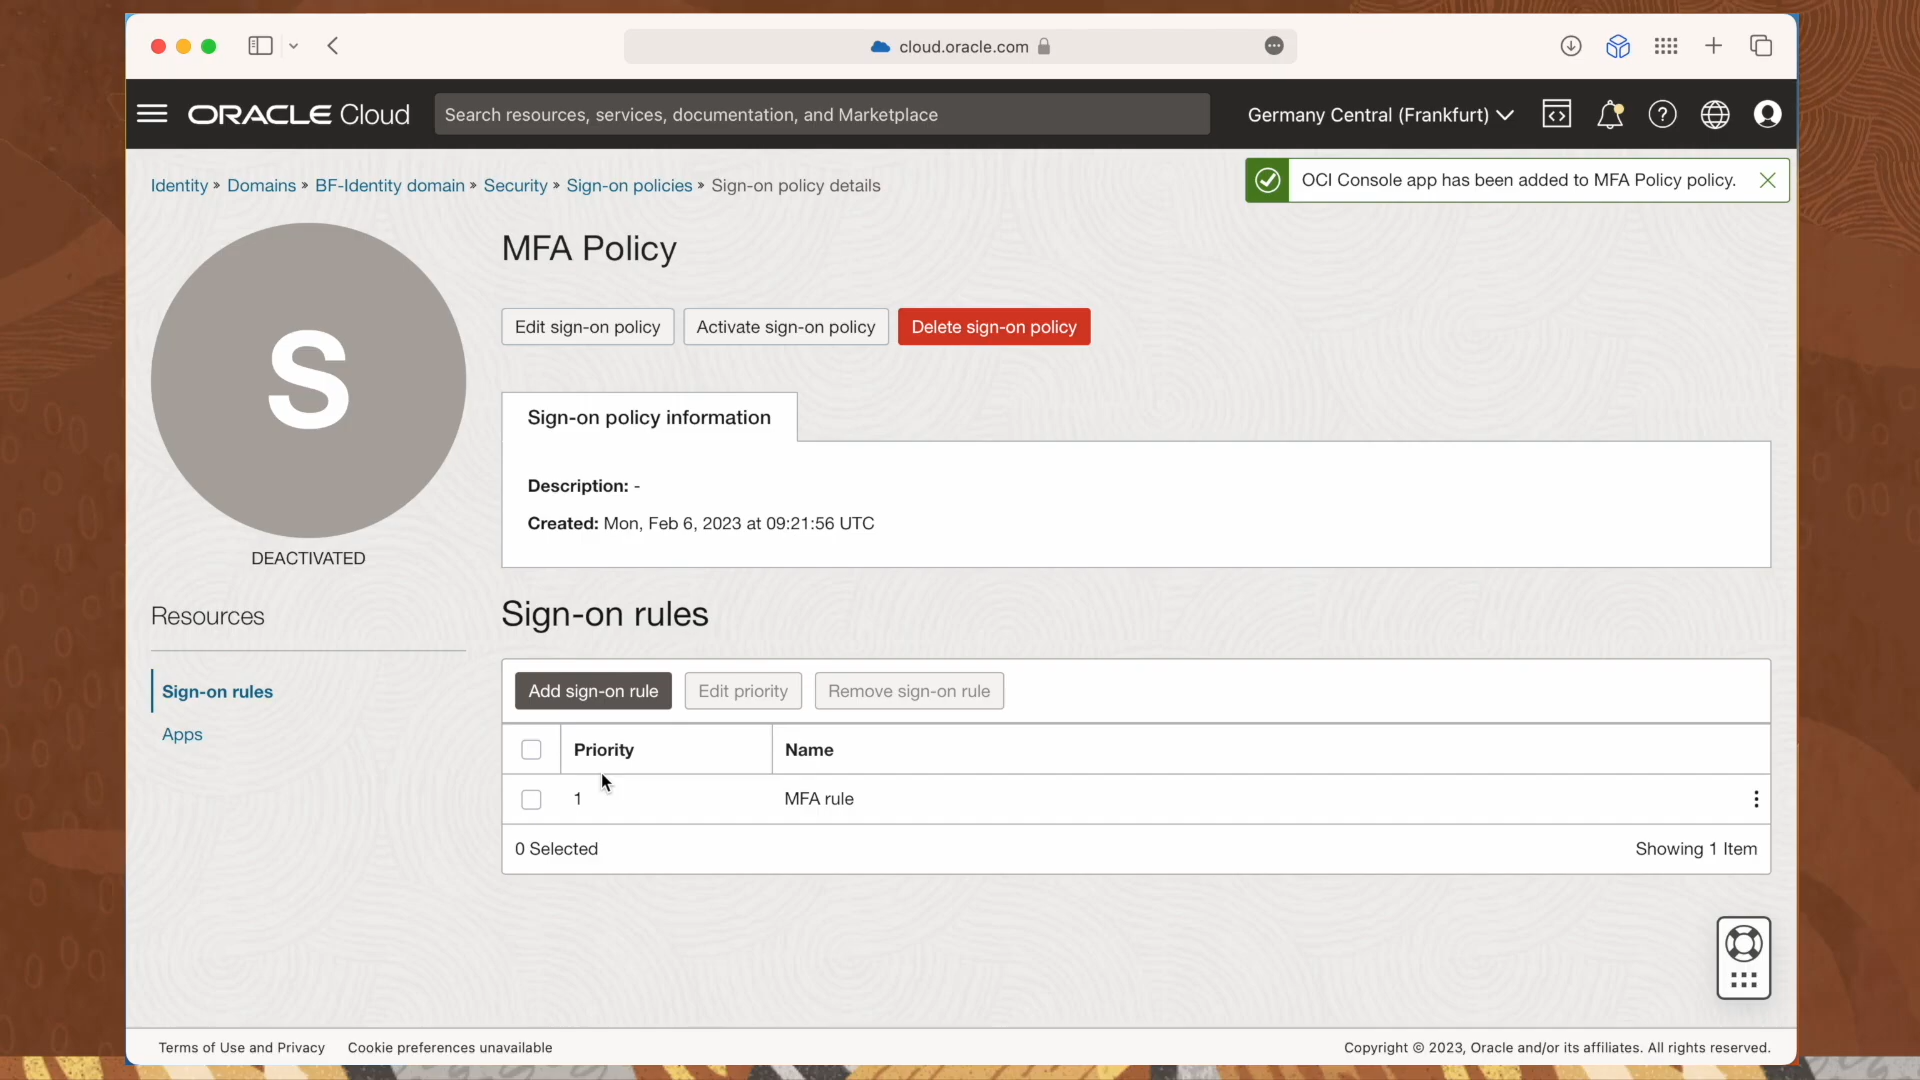 cloud.oracle.com
ORACLE Cloud
Search resources, services, documentation, and Marketplace
Germany Central (Frankfurt)
Identity » Domains » BF-Identity domain » Security » Sign-on policies » Sign-on policy details
OCI Console app has been added to MFA Policy policy.
S
DEACTIVATED
MFA Policy
Edit sign-on policy
Activate sign-on policy
Delete sign-on policy
Sign-on policy information
Description: -
Created: Mon, Feb 6, 2023 at 09:21:56 UTC
Resources
Sign-on rules
Apps
Sign-on rules
Add sign-on rule
Edit priority
Remove sign-on rule
Priority
Name
1
MFA rule
0 Selected
Showing 1 Item
Terms of Use and Privacy
Cookie preferences unavailable
Copyright © 2023, Oracle and/or its affiliates. All rights reserved.